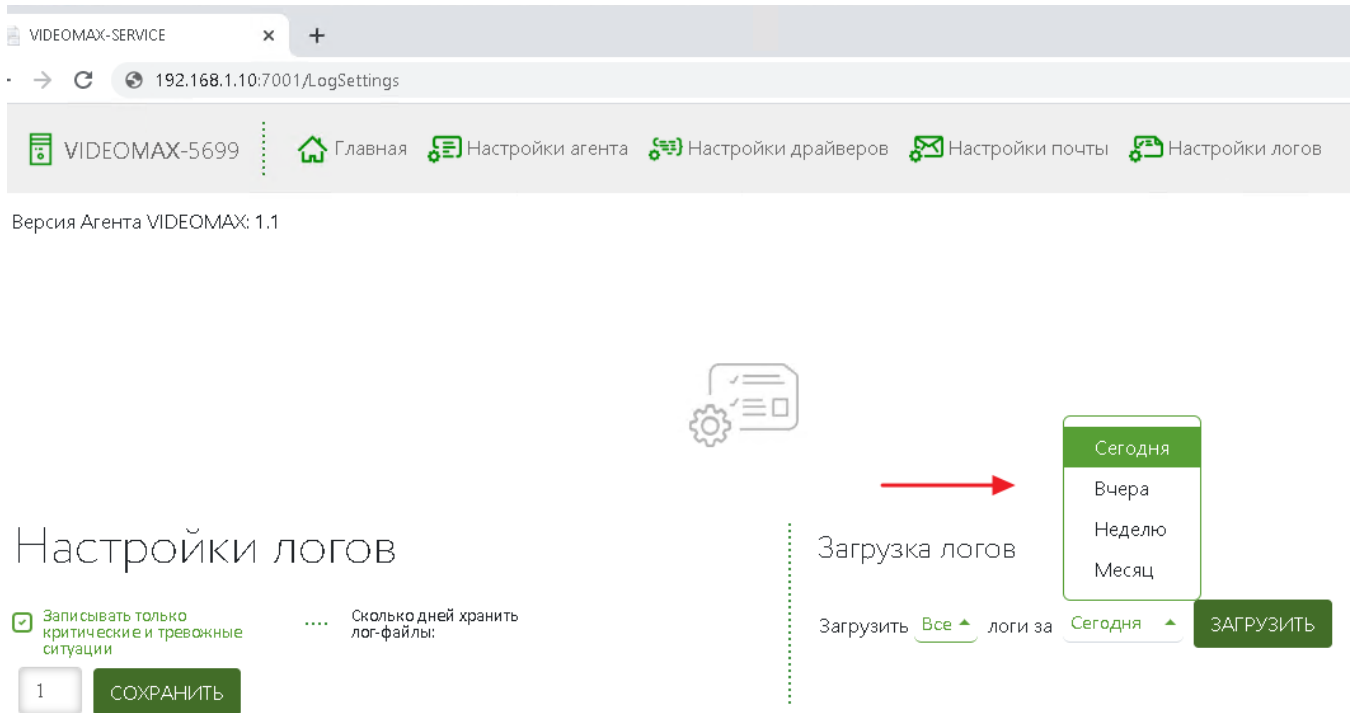 VIDEOMAX-SERVICE
192.168.1.10:7001/LogSettings
VIDEOMAX-5699 Главная Настройки агента Настройки драйверов Настройки почты Настройки логов
Версия Агента VIDEOMAX: 1.1
Настройки логов
Записывать только
критические и тревожные
ситуации
Сколько дней хранить
лог-файлы:
1 СОХРАНИТЬ
Загрузка логов
Сегодня
Вчера
Неделю
Месяц
Загрузить Все логи за Сегодня ЗАГРУЗИТЬ